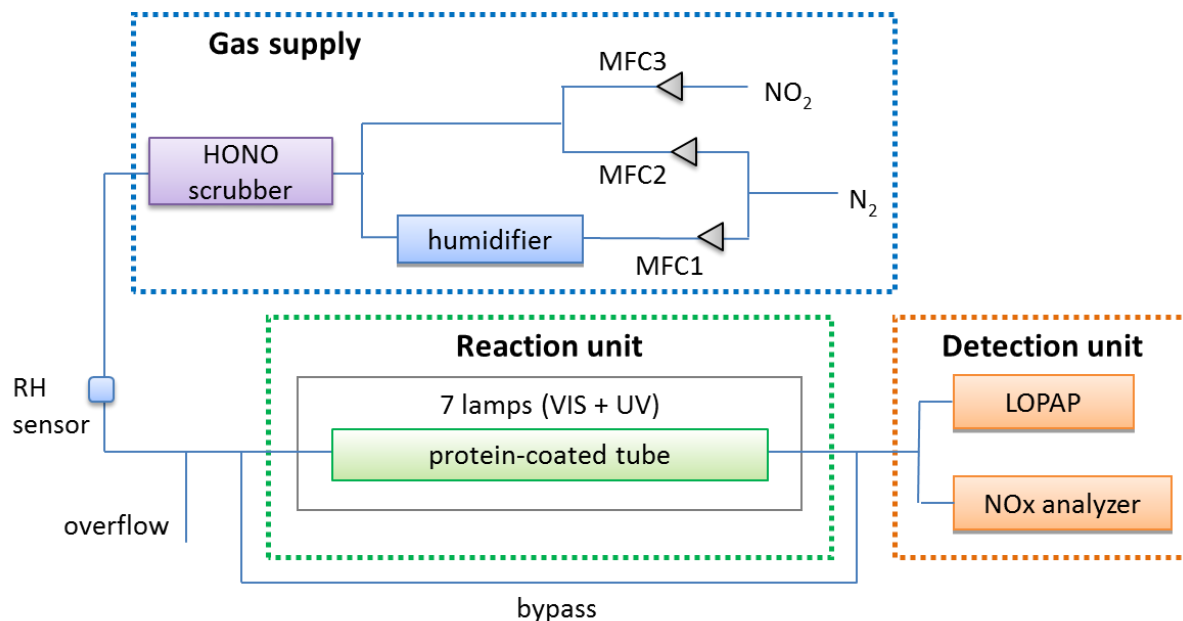 Gas supply
MFC3
NO₂
HONO
scrubber
MFC2
N₂
humidifier
MFC1
Reaction unit
Detection unit
RH
sensor
7 lamps (VIS + UV)
LOPAP
protein-coated tube
NOx analyzer
overflow
bypass